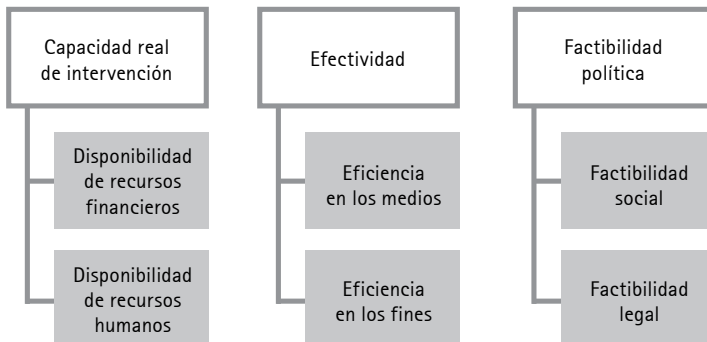 Capacidad real
de intervención
Disponibilidad
de recursos
financieros
Disponibilidad
de recursos
humanos
Efectividad
Eficiencia
en los medios
Eficiencia
en los fines
Factibilidad
política
Factibilidad
social
Factibilidad
legal